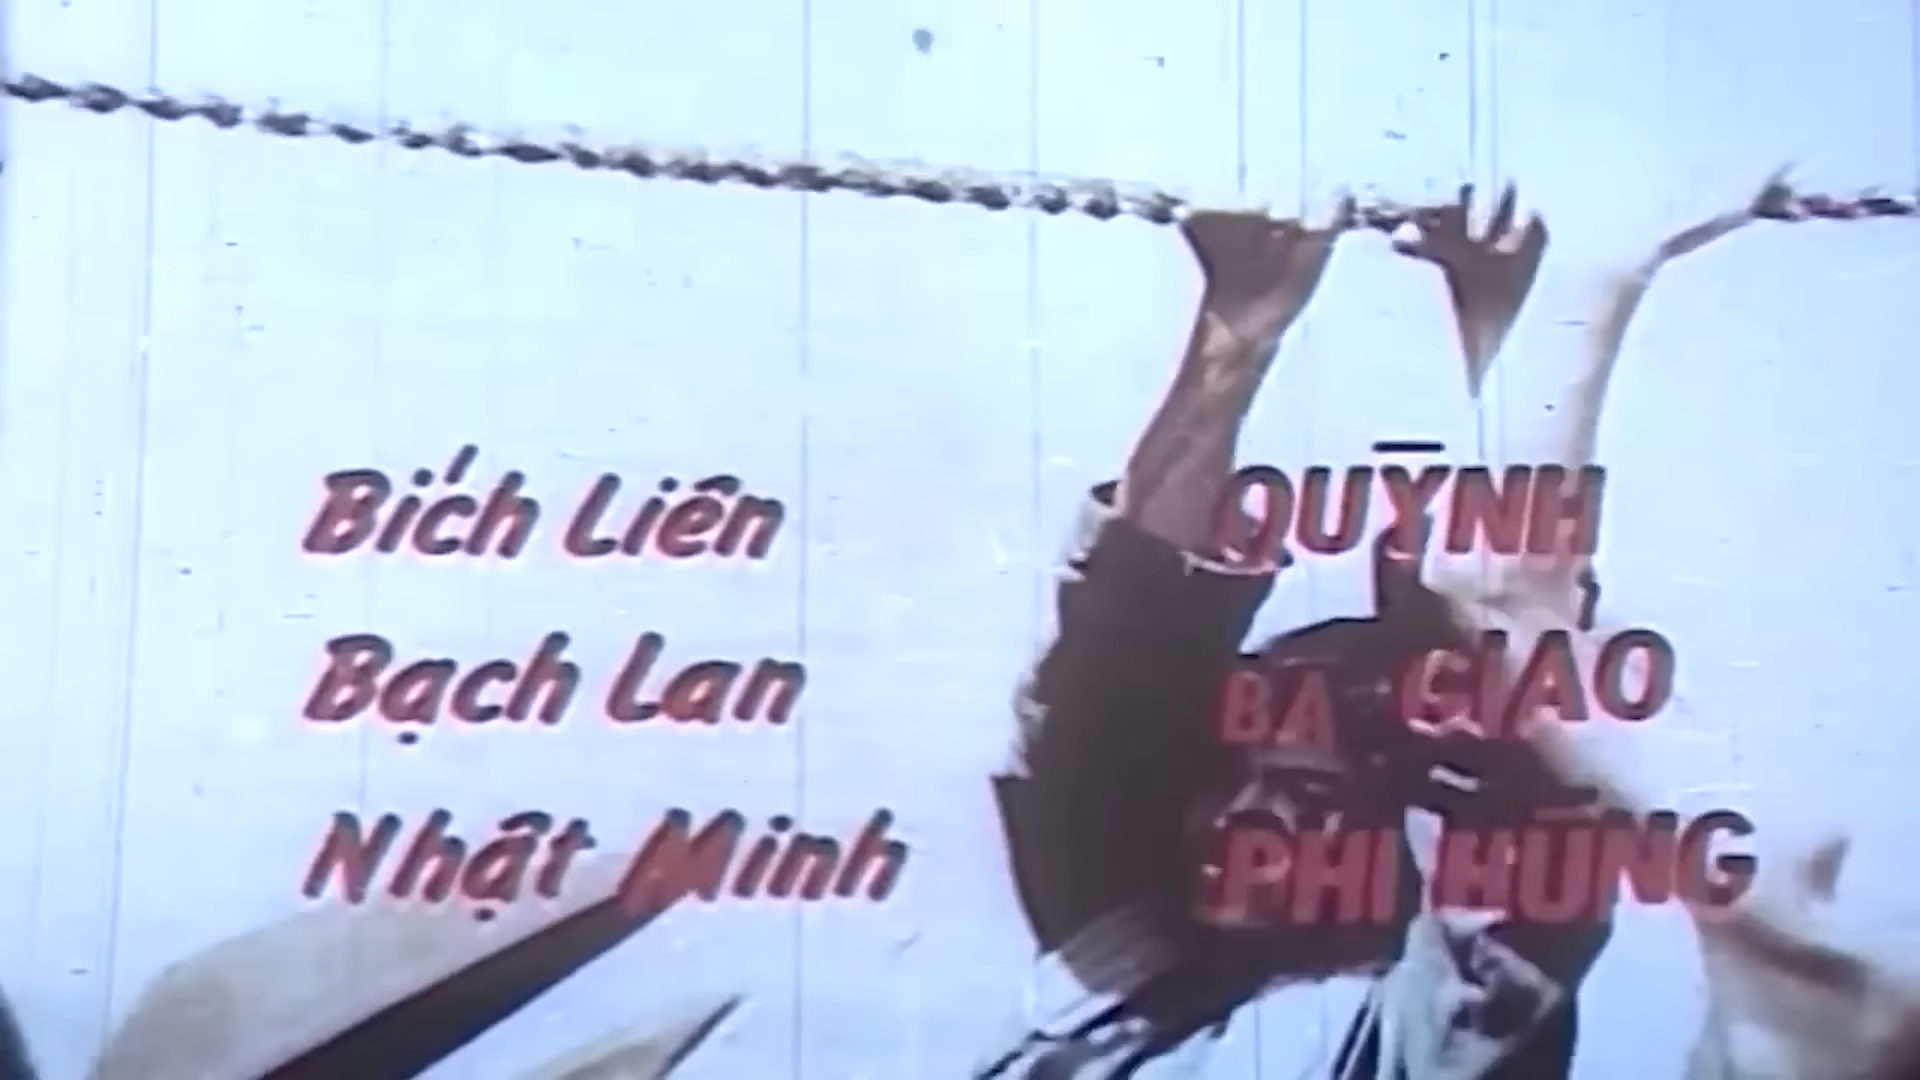 Bích Liên
QUỲNH
Bạch Lan
BA GIAO
Nhật Minh
PHI HÙNG